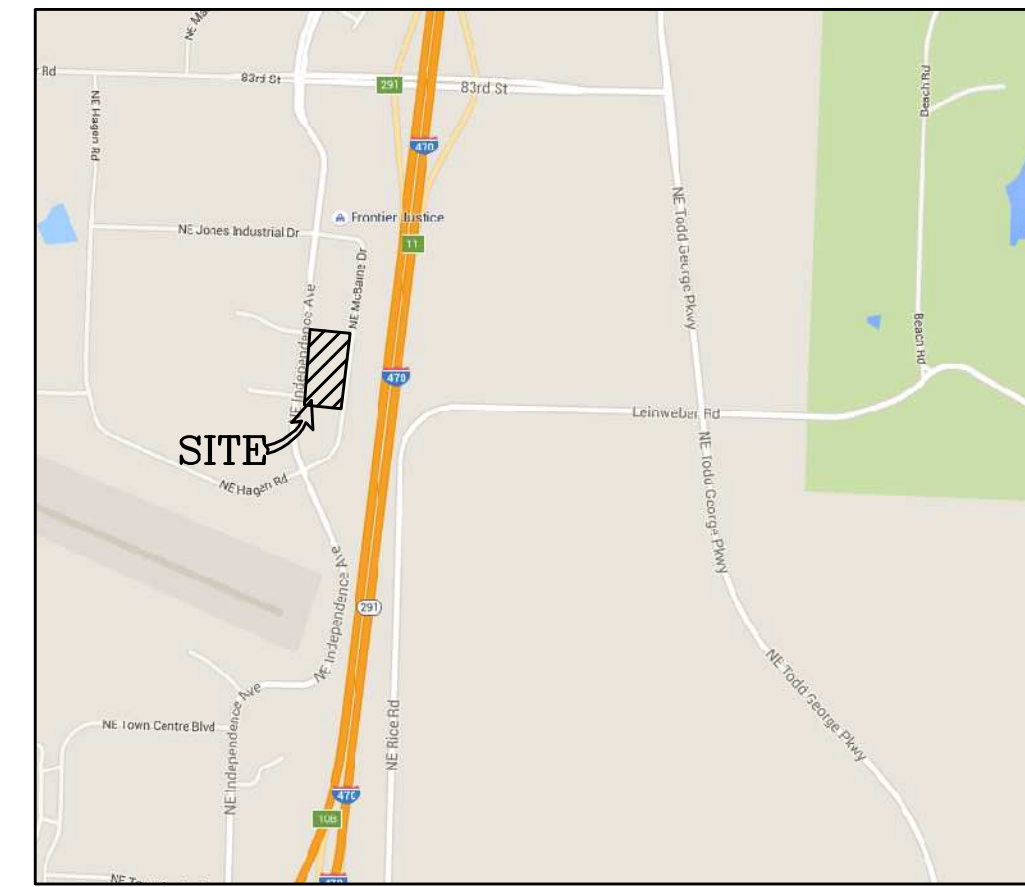 NE Ma
Rd
83rd St
291
83rd St
Beach Rd
NE Hagen Rd
470
Frontier Justice
NE Jones Industrial Dr
11
NE McBaine Dr
NE Todd George Pkwy
NE Independence Ave
470
Beach Rd
Leinweber Rd
SITE
NE Hagen Rd
NE Todd George Pkwy
NE Independence Ave
291
NE Independence Ave
NE Rice Rd
NE Todd George Pkwy
NE Town Centre Blvd
470
10B
470